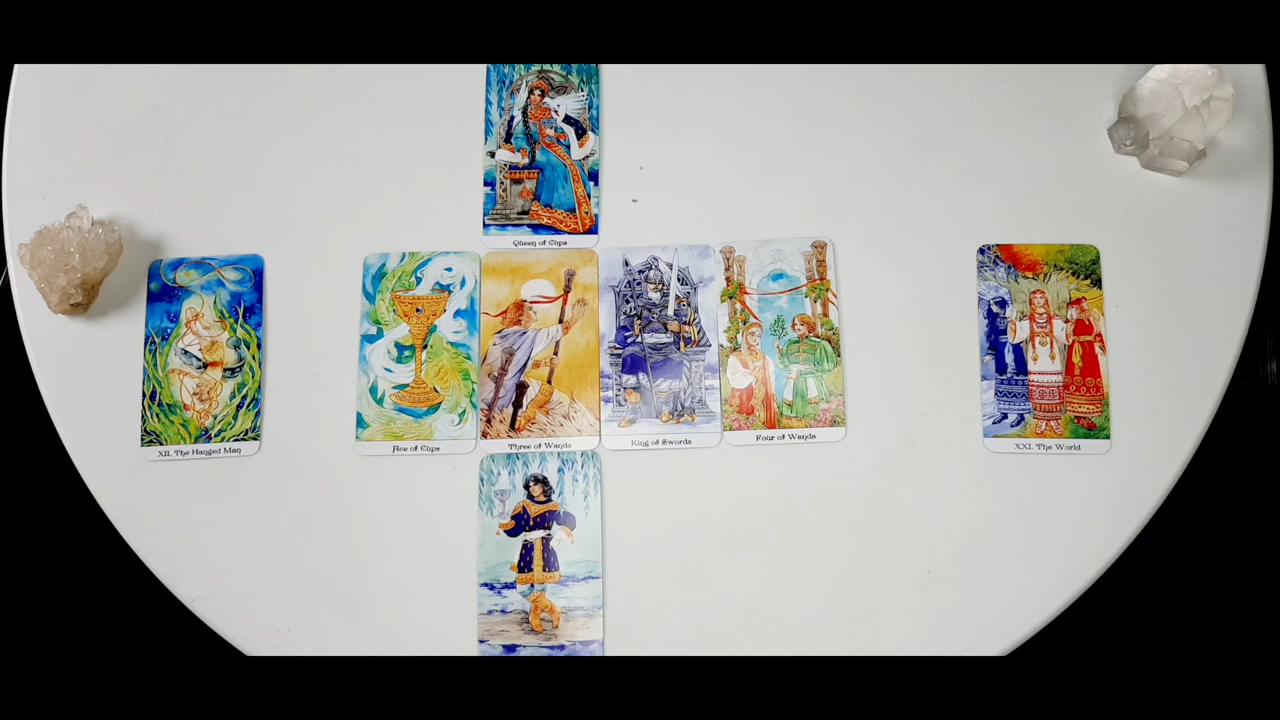 Queen of Cups
XII. The Hanged Man
Ace of Cups
Three of Wands
King of Swords
Four of Wands
XXI. The World